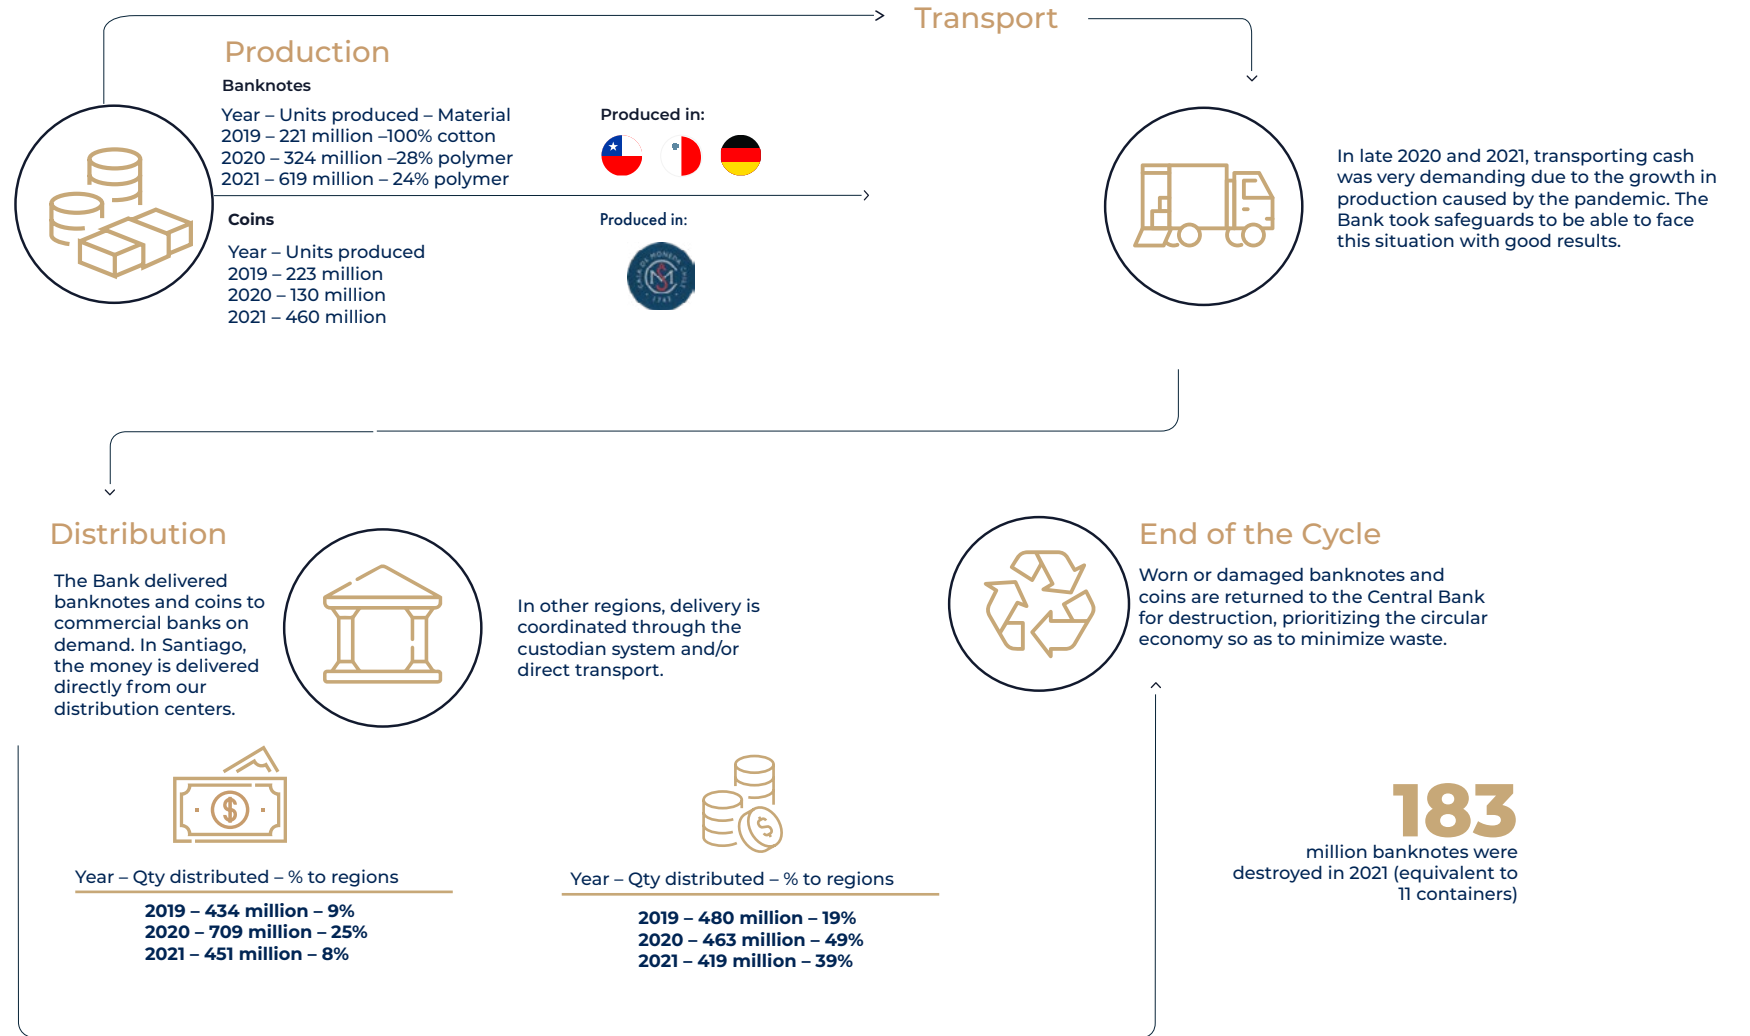 Transport
Production
Banknotes
Year – Units produced – Material
2019 – 221 million –100% cotton
2020 – 324 million –28% polymer
2021 – 619 million – 24% polymer
Produced in:
Coins
Year – Units produced
2019 – 223 million
2020 – 130 million
2021 – 460 million
Produced in:
CASA DE MONEDA CHILE
1743
In late 2020 and 2021, transporting cash
was very demanding due to the growth in
production caused by the pandemic. The
Bank took safeguards to be able to face
this situation with good results.
Distribution
The Bank delivered
banknotes and coins to
commercial banks on
demand. In Santiago,
the money is delivered
directly from our
distribution centers.
In other regions, delivery is
coordinated through the
custodian system and/or
direct transport.
$
Year – Qty distributed – % to regions
2019 – 434 million – 9%
2020 – 709 million – 25%
2021 – 451 million – 8%
$
Year – Qty distributed – % to regions
2019 – 480 million – 19%
2020 – 463 million – 49%
2021 – 419 million – 39%
End of the Cycle
Worn or damaged banknotes and
coins are returned to the Central Bank
for destruction, prioritizing the circular
economy so as to minimize waste.
183
million banknotes were
destroyed in 2021 (equivalent to
11 containers)